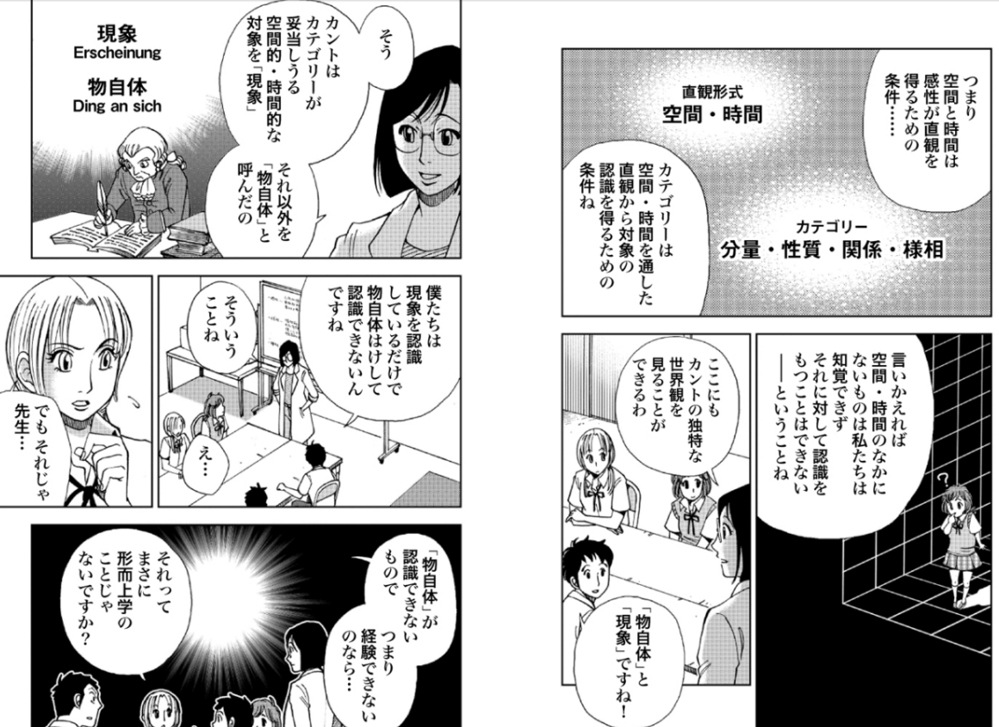 つまり
空間と時間は
感性が直観を
得るための
条件……
直観形式
空間・時間
カテゴリーは
空間・時間を通した
直観から対象の
認識を得るための
条件ね
カテゴリー
分量・性質・関係・様相
言いかえれば
空間・時間のなかに
ないものは私たちは
知覚できず
それに対して認識を
もつことはできない
――ということね
?
ここにも
カントの独特な
世界観を
見ることが
できるわ
「物自体」と
「現象」ですね!
そう
カントは
カテゴリーが
妥当しうる
空間的・時間的な
対象を「現象」
それ以外を
「物自体」と
呼んだの
現象
Erscheinung
物自体
Ding an sich
僕たちは
現象を認識
しているだけで
物自体はけして
認識できないん
ですね
そういう
ことね
え…
でも それじゃ
先生…
「物自体」が
認識できない
もので
つまり
経験できない
のなら…
それって
まさに
形而上学の
ことじゃ
ないですか?